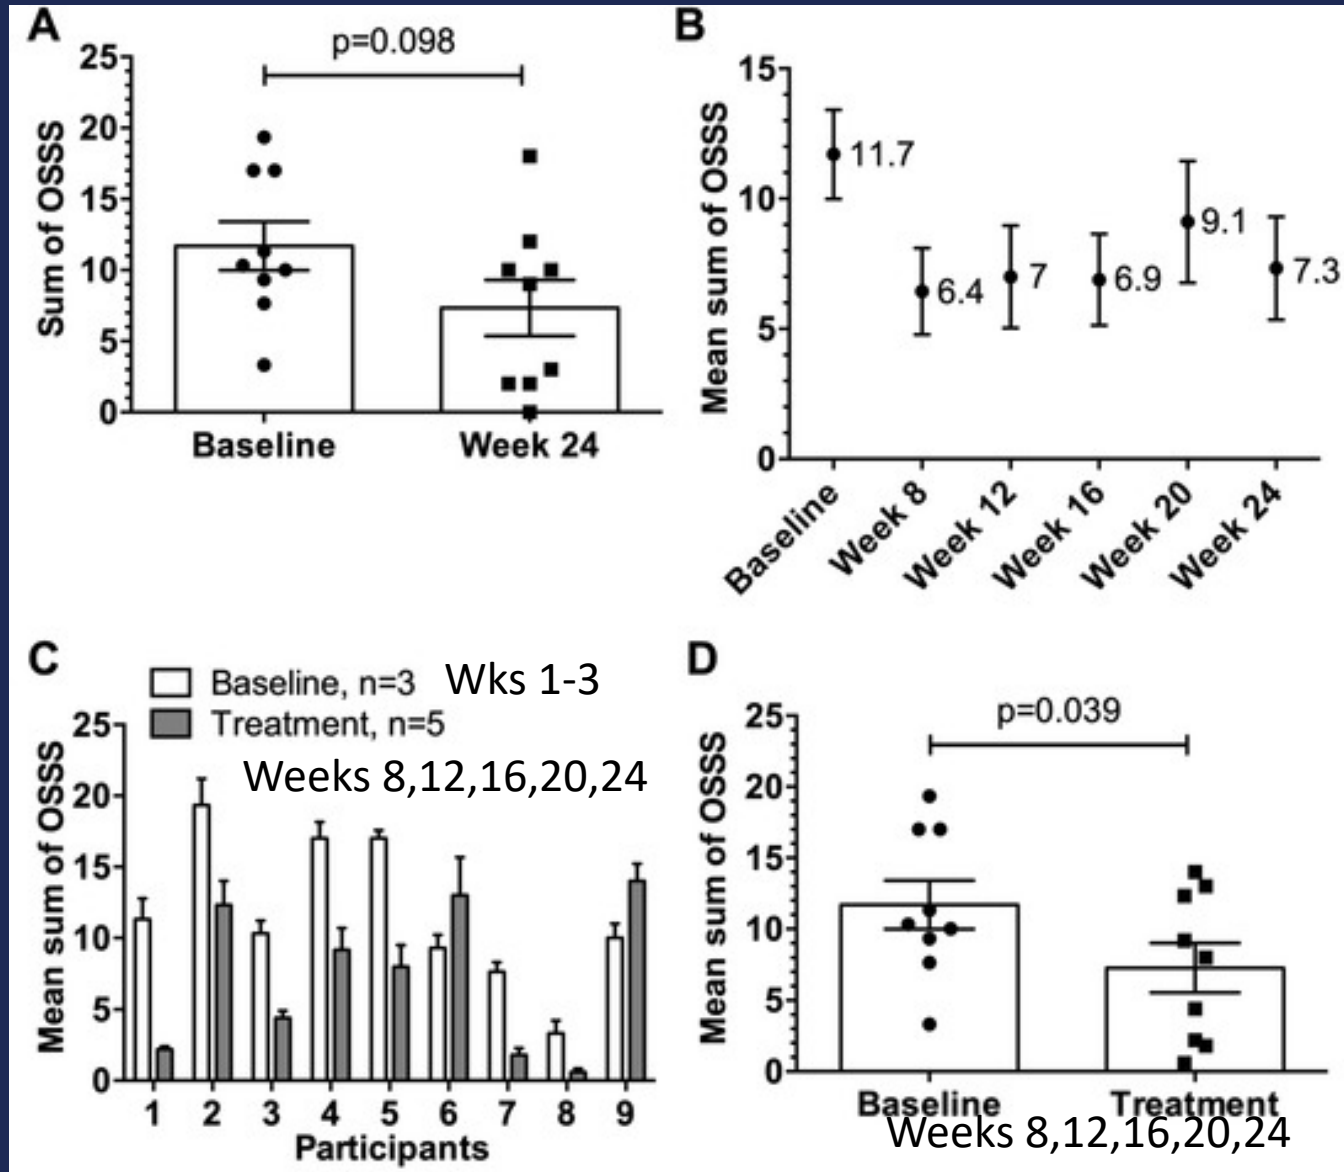 A
p=0.098
Sum of OSSS
25
20
15
10
5
0
Baseline Week 24
B
Mean sum of OSSS
15
10
5
0
11.7
6.4
7
6.9
9.1
7.3
Baseline
Week 8
Week 12
Week 16
Week 20
Week 24
C
Baseline, n=3 Wks 1-3
Treatment, n=5
Weeks 8,12,16,20,24
Mean sum of OSSS
25
20
15
10
5
0
1 2 3 4 5 6 7 8 9
Participants
D
p=0.039
Mean sum of OSSS
25
20
15
10
5
0
Baseline Treatment
Weeks 8,12,16,20,24